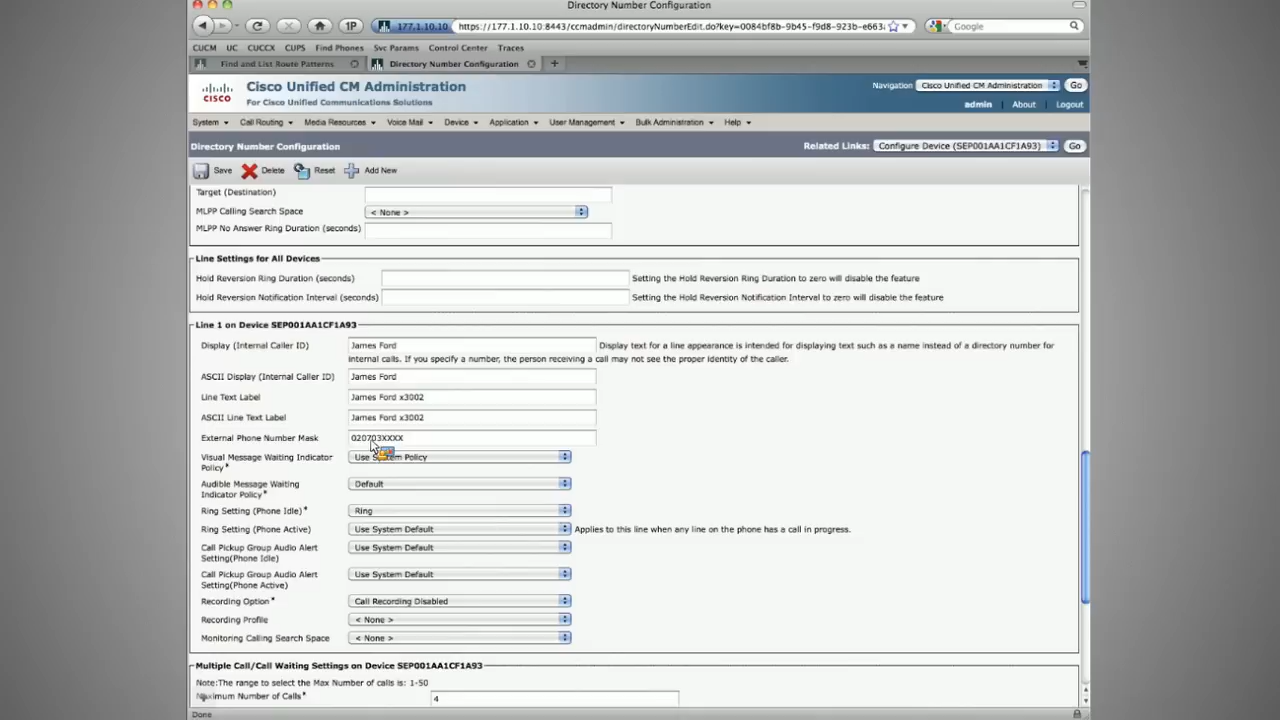 Directory Number Configuration
1P
177.1.10.10
https://177.1.10.10:8443/ccmadmin/directoryNumberEdit.do?key=0084bf8b-9b45-f9d8-923b-e663
Google
CUCM UC CUCCX CUPS Find Phones Svc Params Control Center Traces
Find and List Route Patterns
Directory Number Configuration
CISCO
Cisco Unified CM Administration
For Cisco Unified Communications Solutions
Navigation Cisco Unified CM Administration Go
admin About Logout
System Call Routing Media Resources Voice Mail Device Application User Management Bulk Administration Help
Directory Number Configuration
Related Links: Configure Device (SEP001AA1CF1A93) Go
Save Delete Reset Add New
Target (Destination)
MLPP Calling Search Space < None >
MLPP No Answer Ring Duration (seconds)
Line Settings for All Devices
Hold Reversion Ring Duration (seconds) Setting the Hold Reversion Ring Duration to zero will disable the feature
Hold Reversion Notification Interval (seconds) Setting the Hold Reversion Notification Interval to zero will disable the feature
Line 1 on Device SEP001AA1CF1A93
Display (Internal Caller ID) James Ford Display text for a line appearance is intended for displaying text such as a name instead of a directory number for
internal calls. If you specify a number, the person receiving a call may not see the proper identity of the caller.
ASCII Display (Internal Caller ID) James Ford
Line Text Label James Ford x3002
ASCII Line Text Label James Ford x3002
External Phone Number Mask 020703XXXX
Visual Message Waiting Indicator Policy* Use System Policy
Audible Message Waiting Indicator Policy* Default
Ring Setting (Phone Idle)* Ring
Ring Setting (Phone Active) Use System Default Applies to this line when any line on the phone has a call in progress.
Call Pickup Group Audio Alert Setting(Phone Idle) Use System Default
Call Pickup Group Audio Alert Setting(Phone Active) Use System Default
Recording Option* Call Recording Disabled
Recording Profile < None >
Monitoring Calling Search Space < None >
Multiple Call/Call Waiting Settings on Device SEP001AA1CF1A93
Note:The range to select the Max Number of calls is: 1-50
Maximum Number of Calls* 4
Done